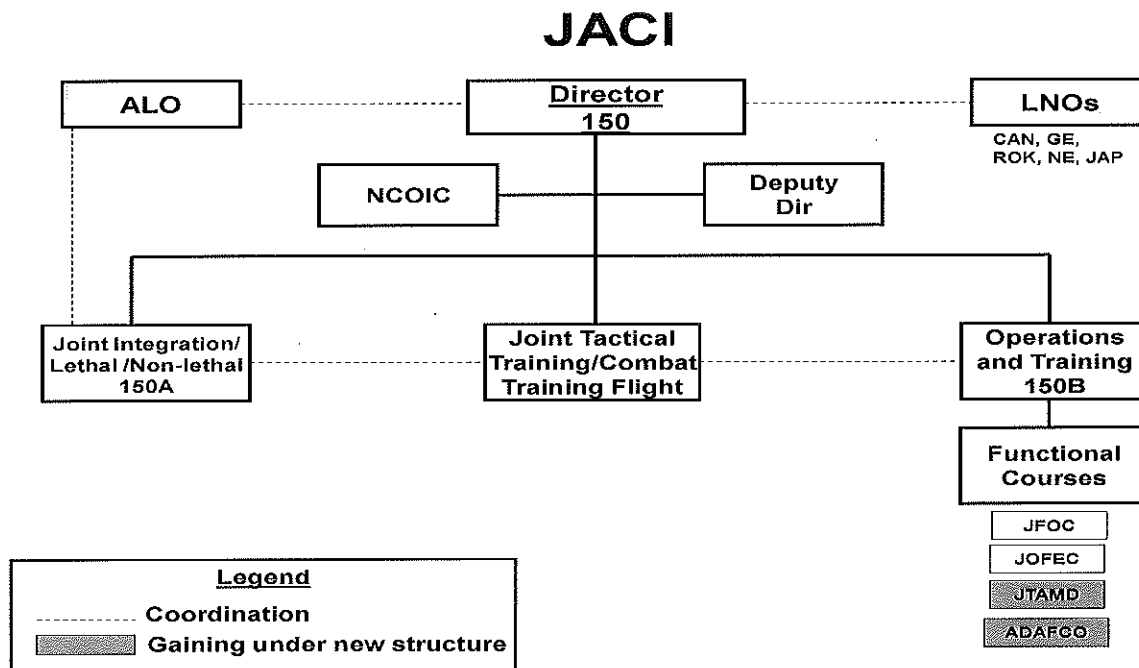 JACI
ALO
Director
150
LNOs
CAN, GE,
ROK, NE, JAP
NCOIC
Deputy
Dir
Joint Integration/
Lethal /Non-lethal
150A
Joint Tactical
Training/Combat
Training Flight
Operations
and Training
150B
Functional
Courses
JFOC
JOFEC
JTAMD
ADAFCO
Legend
Coordination
Gaining under new structure